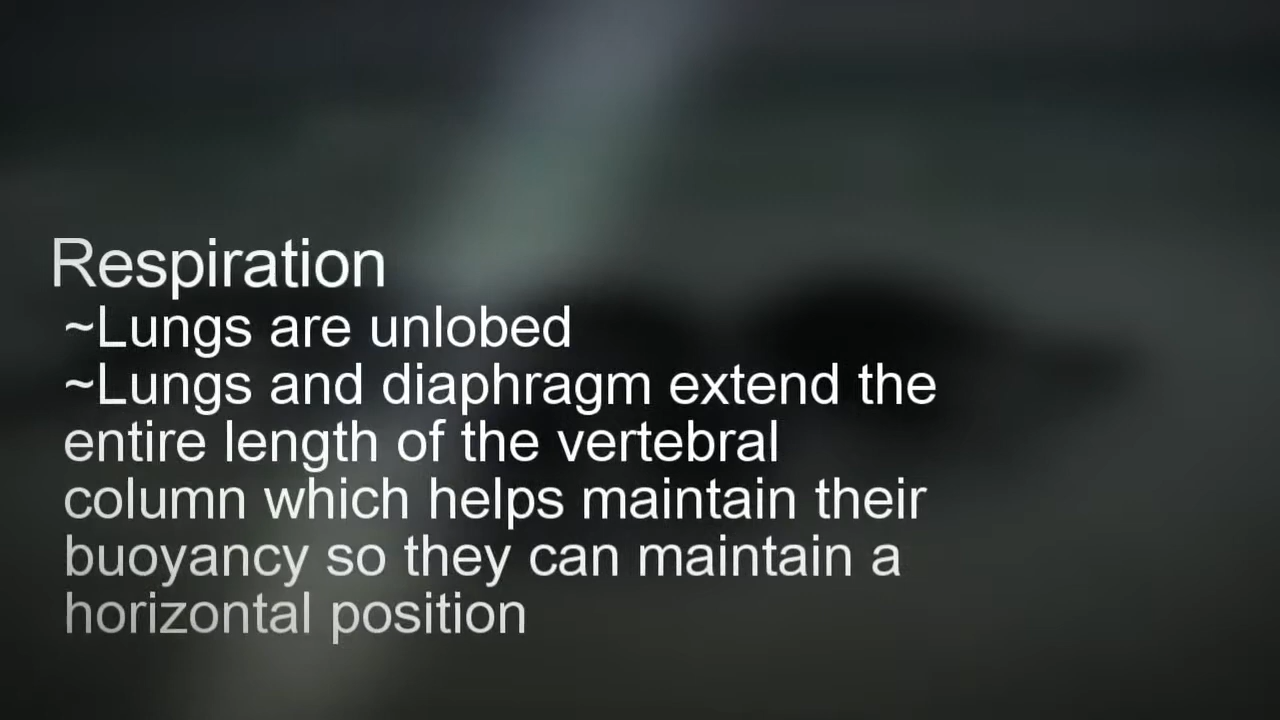 Respiration
~Lungs are unlobed
~Lungs and diaphragm extend the
entire length of the vertebral
column which helps maintain their
buoyancy so they can maintain a
horizontal position